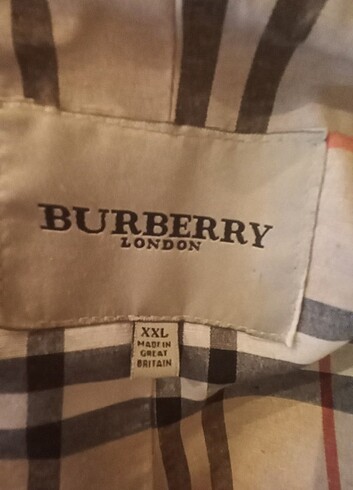 BURBERRY
LONDON
XXL
MADE IN
GREAT
BRITAIN